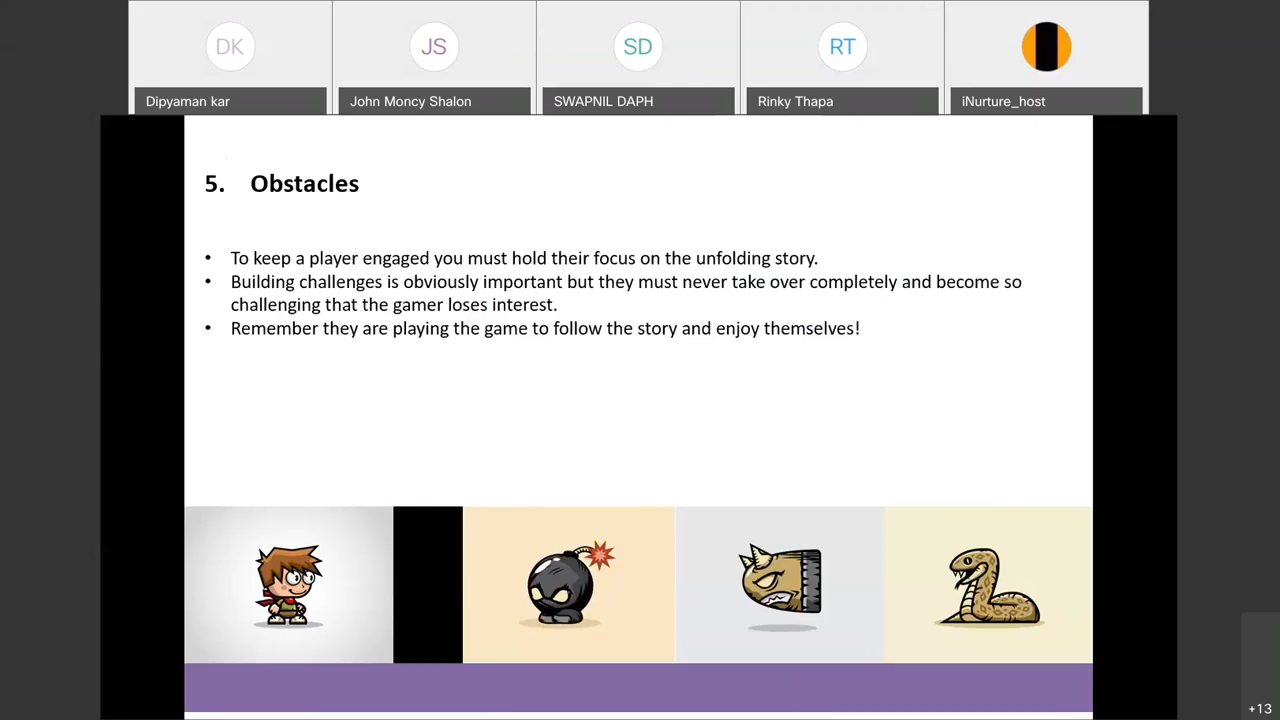 DK
JS
SD
RT
Dipyaman kar
John Moncy Shalon
SWAPNIL DAPH
Rinky Thapa
iNurture_host
5. Obstacles
• To keep a player engaged you must hold their focus on the unfolding story.
• Building challenges is obviously important but they must never take over completely and become so
challenging that the gamer loses interest.
• Remember they are playing the game to follow the story and enjoy themselves!
+13